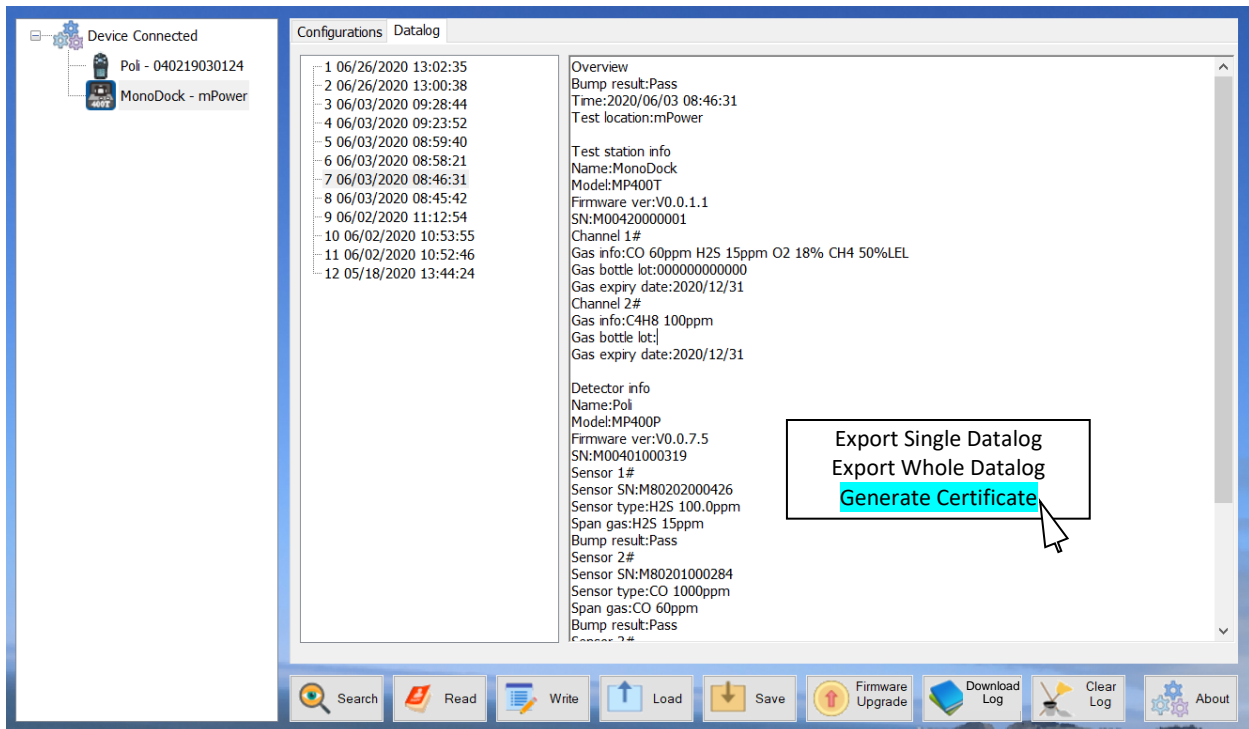 Device Connected
Poli - 040219030124
400T
MonoDock - mPower
Configurations Datalog
1 06/26/2020 13:02:35
2 06/26/2020 13:00:38
3 06/03/2020 09:28:44
4 06/03/2020 09:23:52
5 06/03/2020 08:59:40
6 06/03/2020 08:58:21
7 06/03/2020 08:46:31
8 06/03/2020 08:45:42
9 06/02/2020 11:12:54
10 06/02/2020 10:53:55
11 06/02/2020 10:52:46
12 05/18/2020 13:44:24
Overview
Bump result:Pass
Time:2020/06/03 08:46:31
Test location:mPower
Test station info
Name:MonoDock
Model:MP400T
Firmware ver:V0.0.1.1
SN:M00420000001
Channel 1#
Gas info:CO 60ppm H2S 15ppm O2 18% CH4 50%LEL
Gas bottle lot:000000000000
Gas expiry date:2020/12/31
Channel 2#
Gas info:C4H8 100ppm
Gas bottle lot:
Gas expiry date:2020/12/31
Detector info
Name:Poli
Model:MP400P
Firmware ver:V0.0.7.5
SN:M00401000319
Sensor 1#
Sensor SN:M80202000426
Sensor type:H2S 100.0ppm
Span gas:H2S 15ppm
Bump result:Pass
Sensor 2#
Sensor SN:M80201000284
Sensor type:CO 1000ppm
Span gas:CO 60ppm
Bump result:Pass
Sensor 3#
Export Single Datalog
Export Whole Datalog
Generate Certificate
Search
Read
Write
Load
Save
Firmware
Upgrade
Download
Log
Clear
Log
About